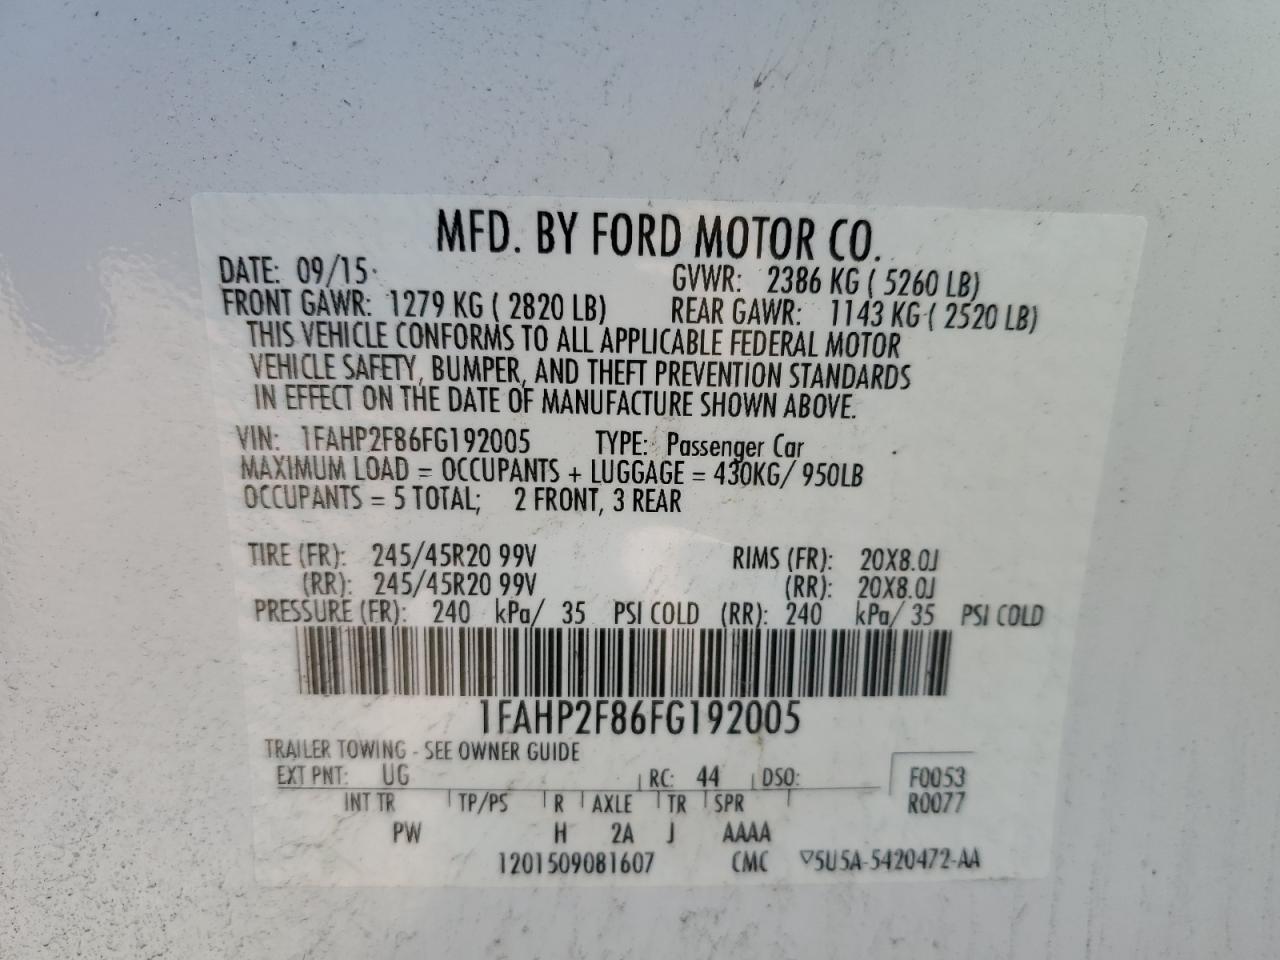 MFD. BY FORD MOTOR CO.
DATE: 09/15 GVWR: 2386 KG ( 5260 LB)
FRONT GAWR: 1279 KG ( 2820 LB) REAR GAWR: 1143 KG ( 2520 LB)
THIS VEHICLE CONFORMS TO ALL APPLICABLE FEDERAL MOTOR
VEHICLE SAFETY, BUMPER, AND THEFT PREVENTION STANDARDS
IN EFFECT ON THE DATE OF MANUFACTURE SHOWN ABOVE.
VIN: 1FAHP2F86FG192005 TYPE: Passenger Car
MAXIMUM LOAD = OCCUPANTS + LUGGAGE = 430KG/ 950LB
OCCUPANTS = 5 TOTAL; 2 FRONT, 3 REAR
TIRE (FR): 245/45R20 99V RIMS (FR): 20X8.0J
(RR): 245/45R20 99V (RR): 20X8.0J
PRESSURE (FR): 240 kPa/ 35 PSI COLD (RR): 240 kPa/ 35 PSI COLD
1FAHP2F86FG192005
TRAILER TOWING - SEE OWNER GUIDE
EXT PNT: UG RC: 44 DSO: F0053
INT TR TP/PS R AXLE TR SPR R0077
PW H 2A J AAAA
1201509081607 CMC ▽5U5A-5420472-AA